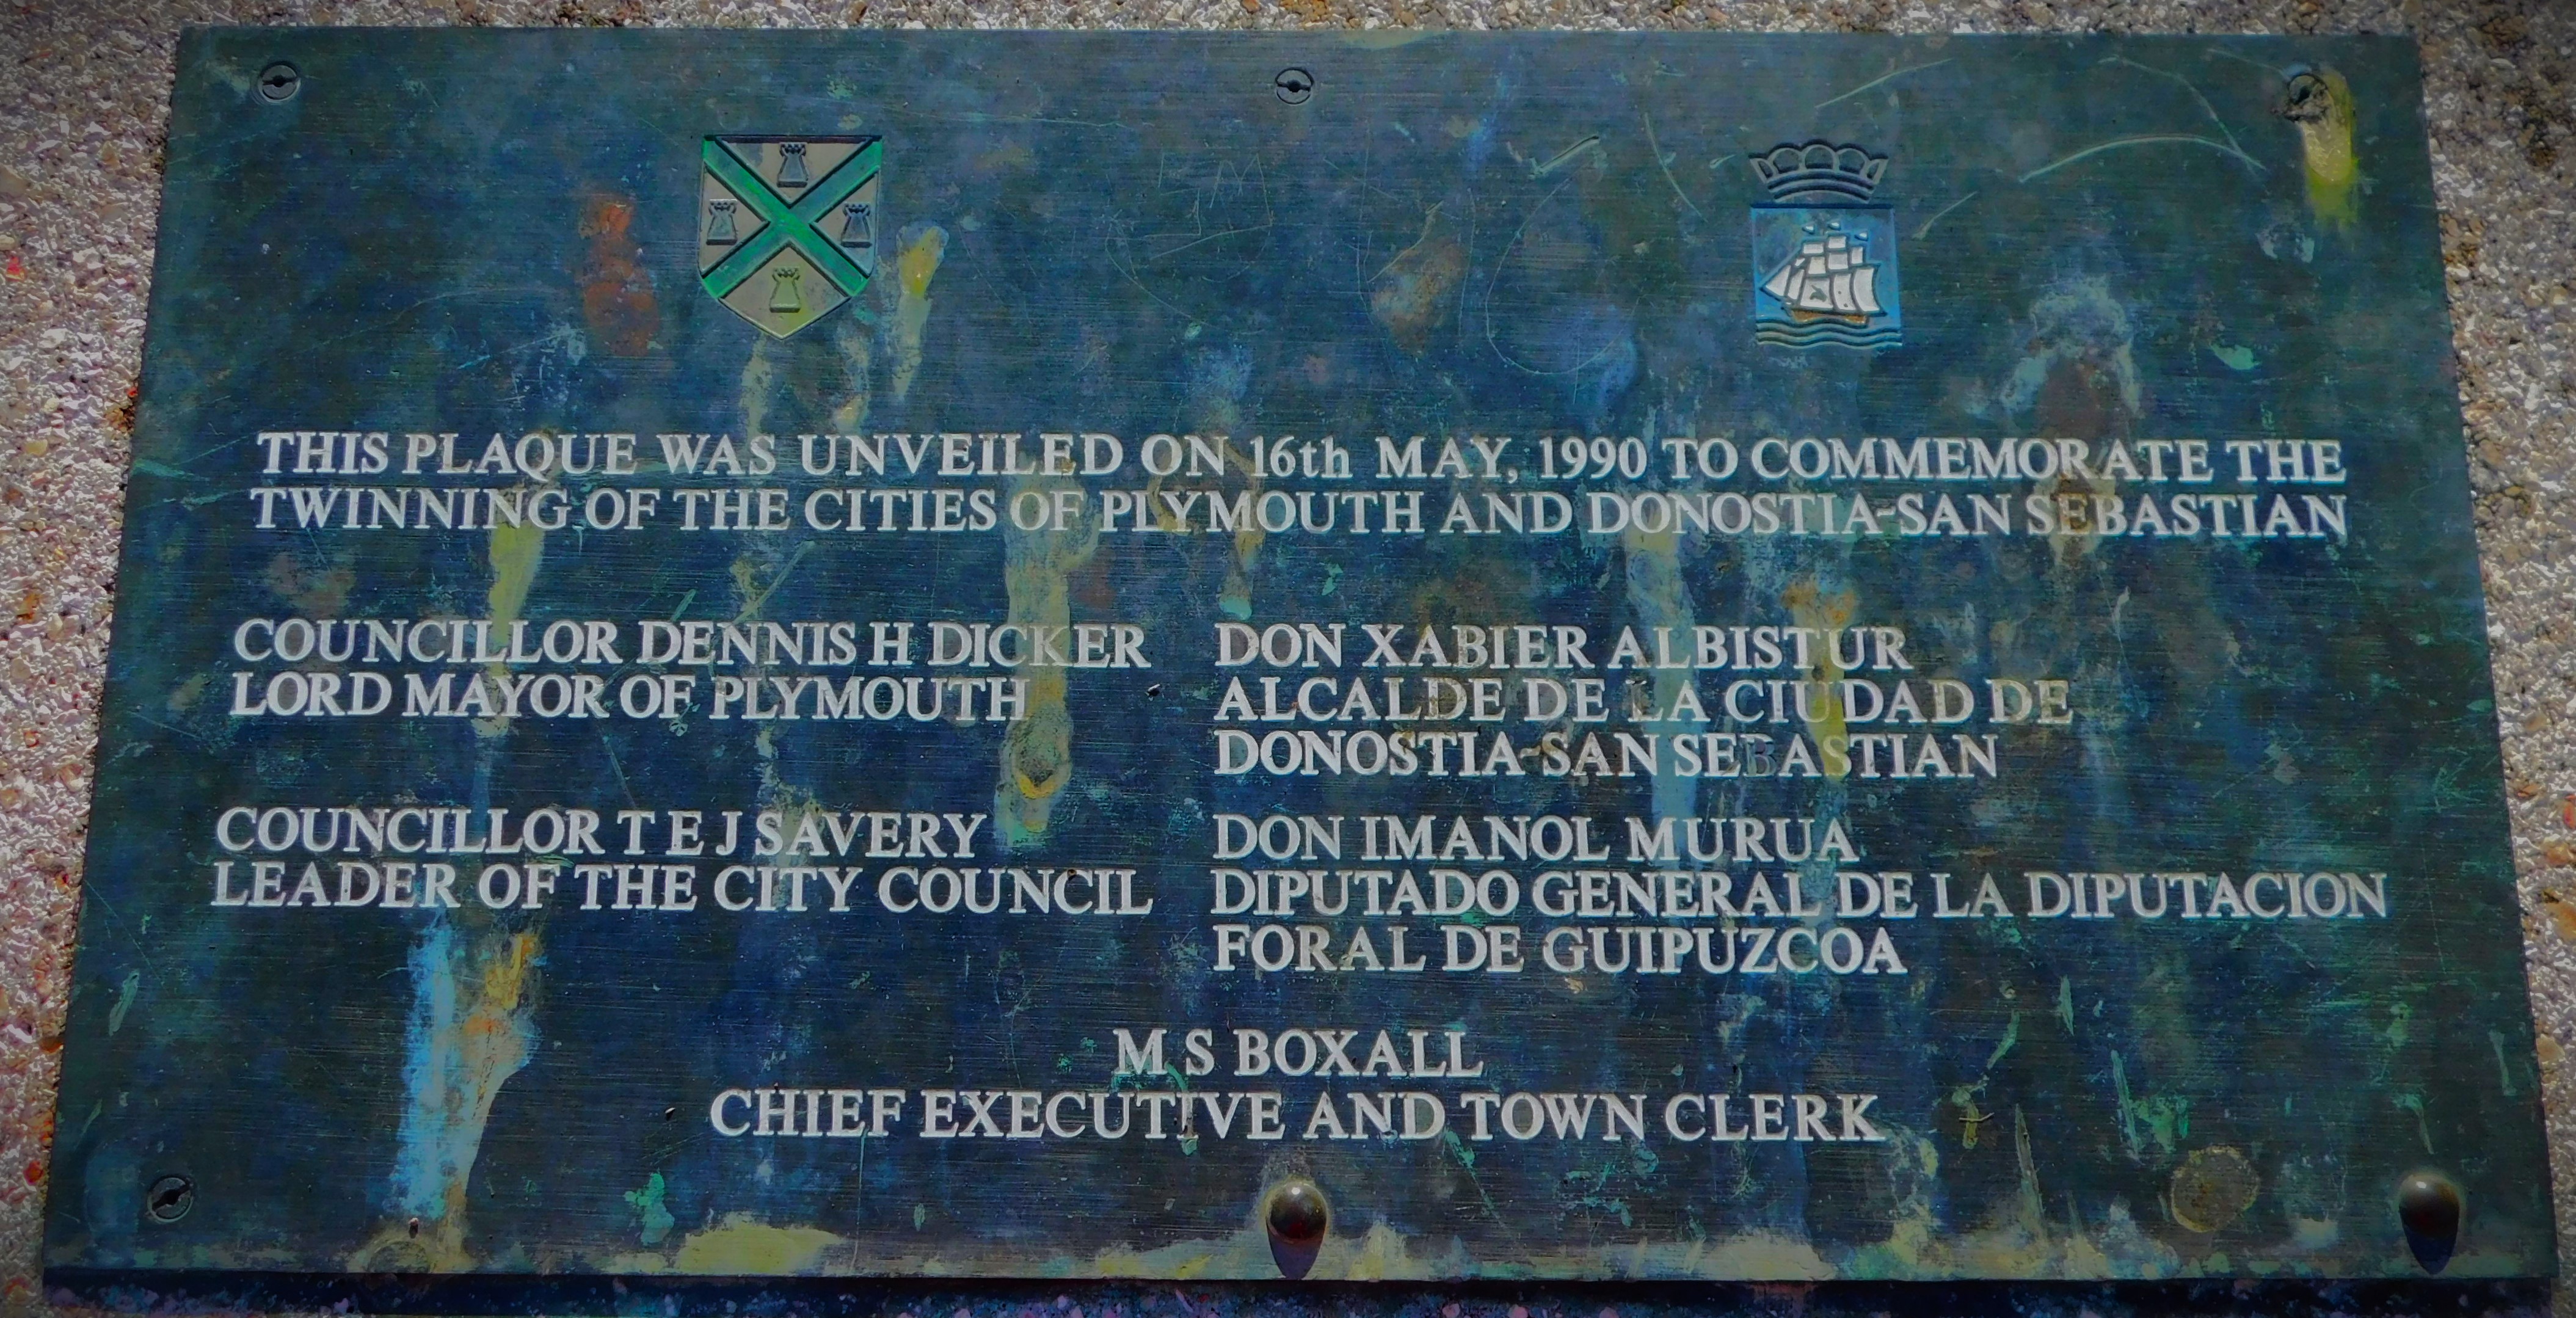 THIS PLAQUE WAS UNVEILED ON 16th MAY, 1990 TO COMMEMORATE THE
TWINNING OF THE CITIES OF PLYMOUTH AND DONOSTIA-SAN SEBASTIAN
COUNCILLOR DENNIS H DICKER
LORD MAYOR OF PLYMOUTH
DON XABIER ALBISTUR
ALCALDE DE LA CIUDAD DE
DONOSTIA-SAN SEBASTIAN
COUNCILLOR T E J SAVERY
LEADER OF THE CITY COUNCIL
DON IMANOL MURUA
DIPUTADO GENERAL DE LA DIPUTACION
FORAL DE GUIPUZCOA
M S BOXALL
CHIEF EXECUTIVE AND TOWN CLERK